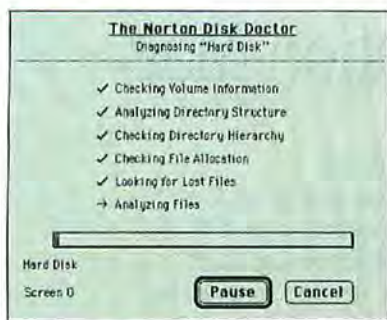 The Norton Disk Doctor
Diagnosing "Hard Disk"
✓ Checking Volume Information
✓ Analyzing Directory Structure
✓ Checking Directory Hierarchy
✓ Checking File Allocation
✓ Looking for Lost Files
→ Analyzing Files
Hard Disk
Screen 0
Pause
Cancel